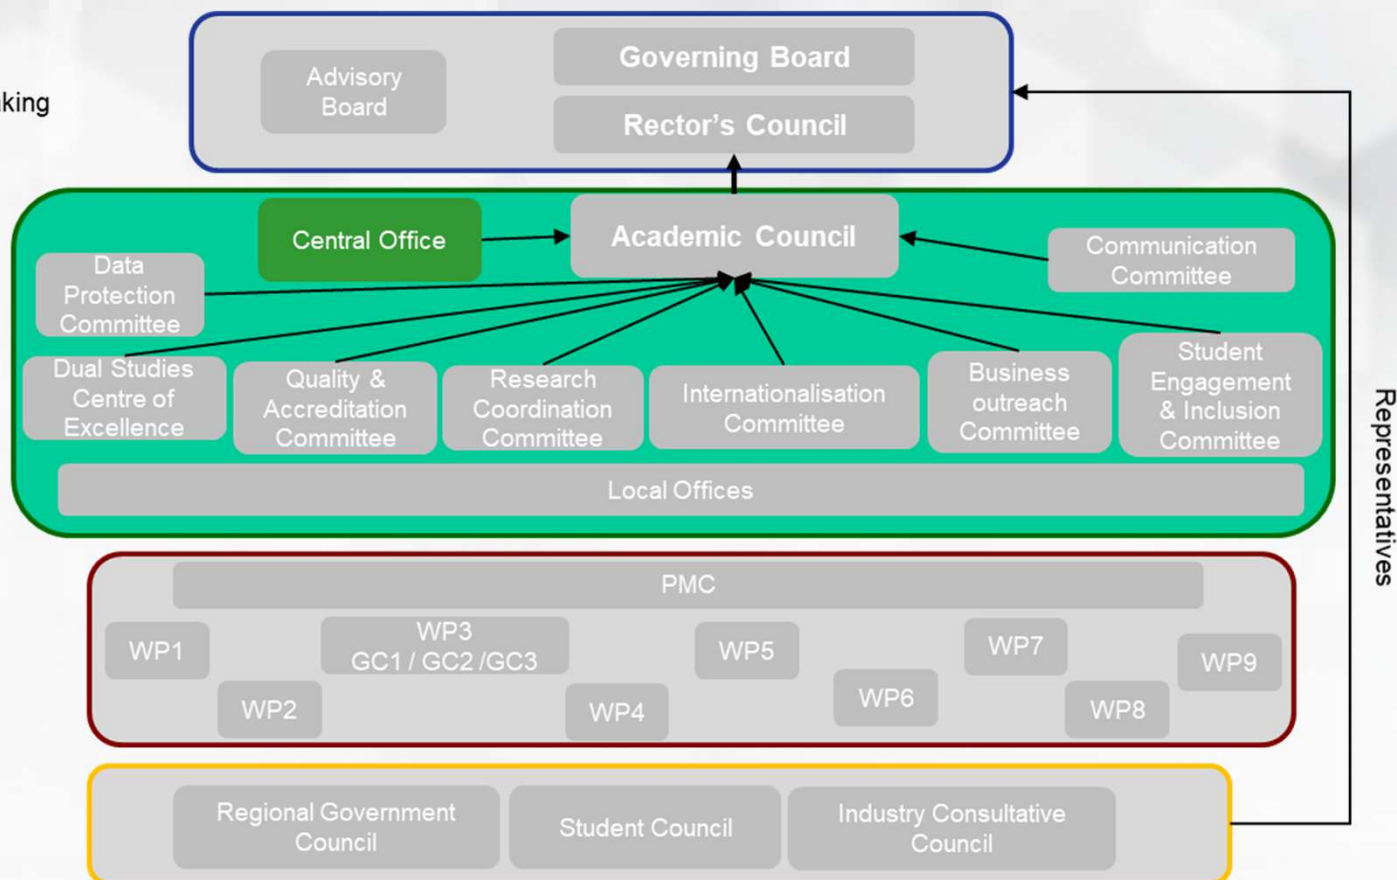 Advisory
Board
Governing Board
Rector's Council
Central Office
Academic Council
Communication
Committee
Data
Protection
Committee
Dual Studies
Centre of
Excellence
Quality &
Accreditation
Committee
Research
Coordination
Committee
Internationalisation
Committee
Business
outreach
Committee
Student
Engagement
& Inclusion
Committee
Local Offices
PMC
WP1
WP2
WP3
GC1 / GC2 /GC3
WP4
WP5
WP6
WP7
WP8
WP9
Regional Government
Council
Student Council
Industry Consultative
Council
Representatives